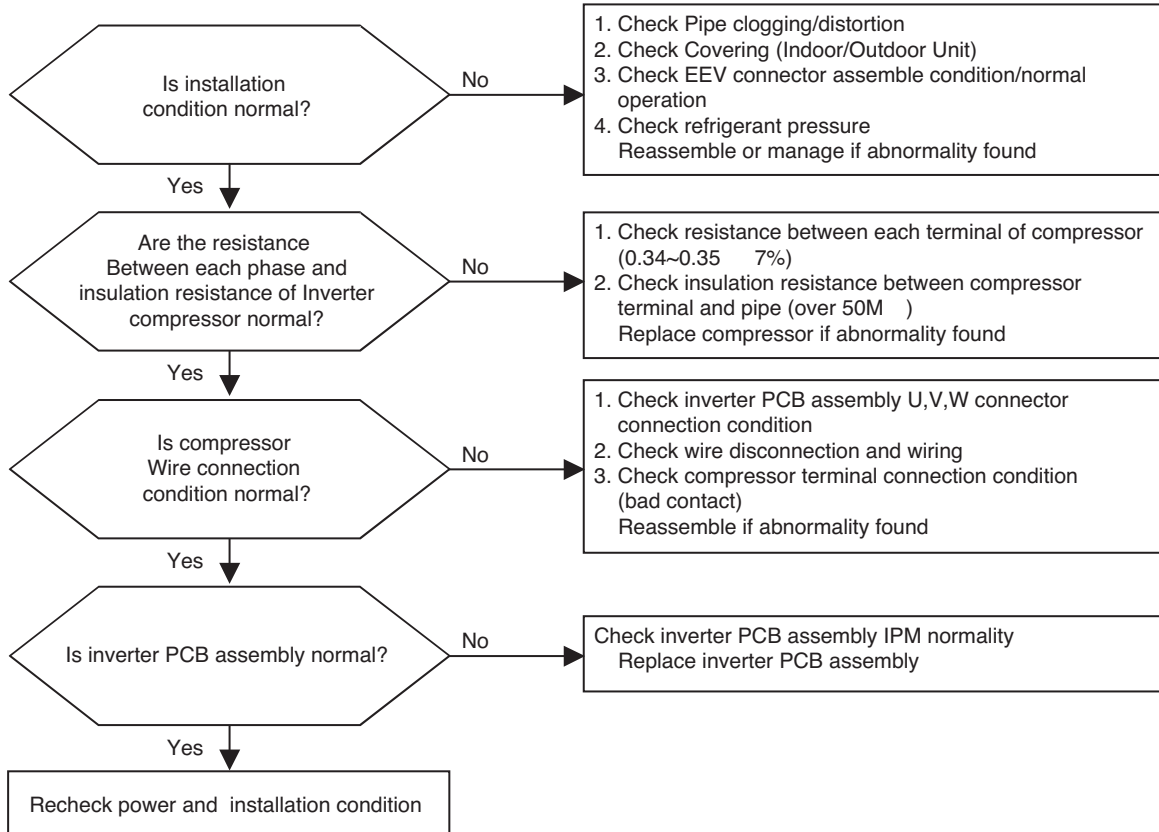 Is installation
condition normal?
No
1. Check Pipe clogging/distortion
2. Check Covering (Indoor/Outdoor Unit)
3. Check EEV connector assemble condition/normal
operation
4. Check refrigerant pressure
Reassemble or manage if abnormality found
Yes
Are the resistance
Between each phase and
insulation resistance of Inverter
compressor normal?
No
1. Check resistance between each terminal of compressor
(0.34~0.35 7%)
2. Check insulation resistance between compressor
terminal and pipe (over 50M )
Replace compressor if abnormality found
Yes
Is compressor
Wire connection
condition normal?
No
1. Check inverter PCB assembly U,V,W connector
connection condition
2. Check wire disconnection and wiring
3. Check compressor terminal connection condition
(bad contact)
Reassemble if abnormality found
Yes
Is inverter PCB assembly normal?
No
Check inverter PCB assembly IPM normality
Replace inverter PCB assembly
Yes
Recheck power and installation condition